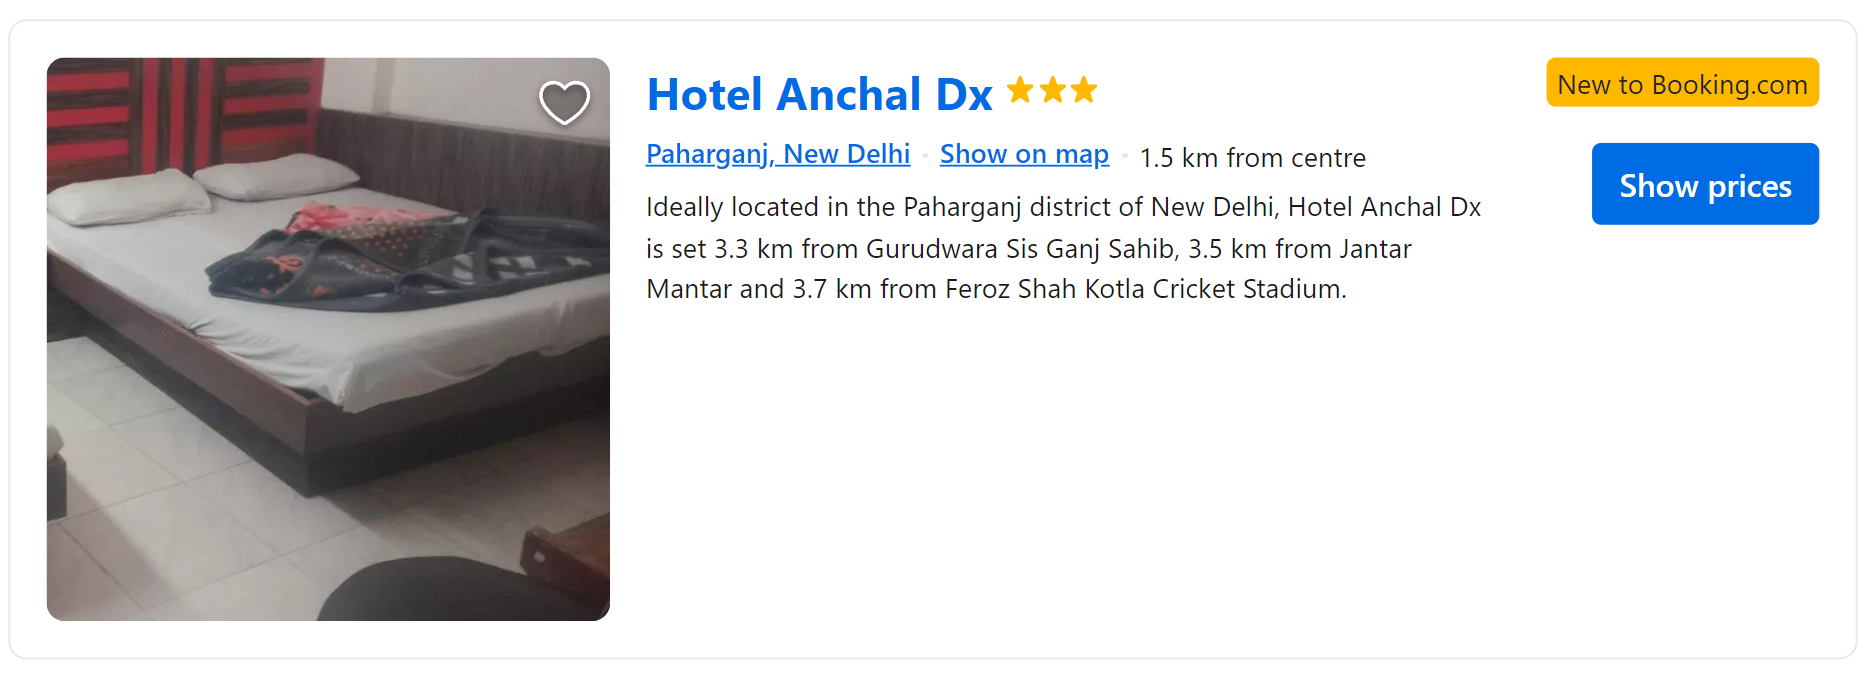 Hotel Anchal Dx
New to Booking.com
Paharganj, New Delhi Show on map 1.5 km from centre
Show prices
Ideally located in the Paharganj district of New Delhi, Hotel Anchal Dx
is set 3.3 km from Gurudwara Sis Ganj Sahib, 3.5 km from Jantar
Mantar and 3.7 km from Feroz Shah Kotla Cricket Stadium.